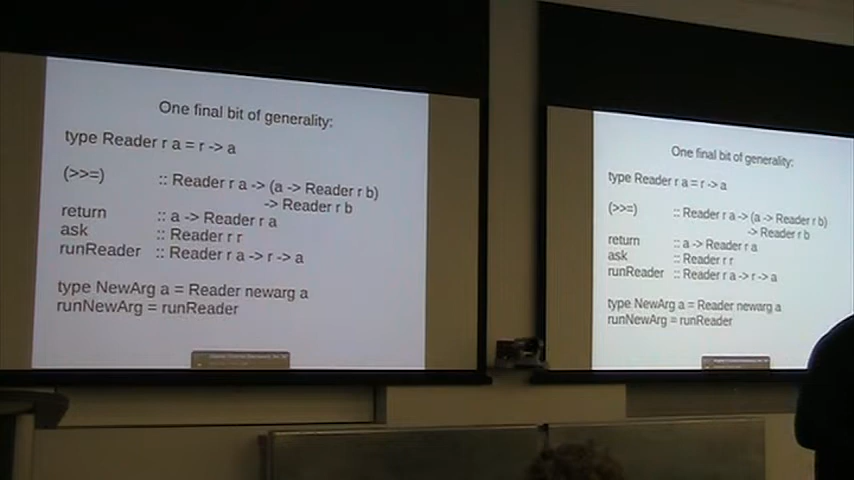 One final bit of generality:
type Reader r a = r -> a
(>>=) :: Reader r a -> (a -> Reader r b)
-> Reader r b
return :: a -> Reader r a
ask :: Reader r r
runReader :: Reader r a -> r -> a
type NewArg a = Reader newarg a
runNewArg = runReader
One final bit of generality:
type Reader r a = r -> a
(>>=) :: Reader r a -> (a -> Reader r b)
-> Reader r b
return :: a -> Reader r a
ask :: Reader r r
runReader :: Reader r a -> r -> a
type NewArg a = Reader newarg a
runNewArg = runReader